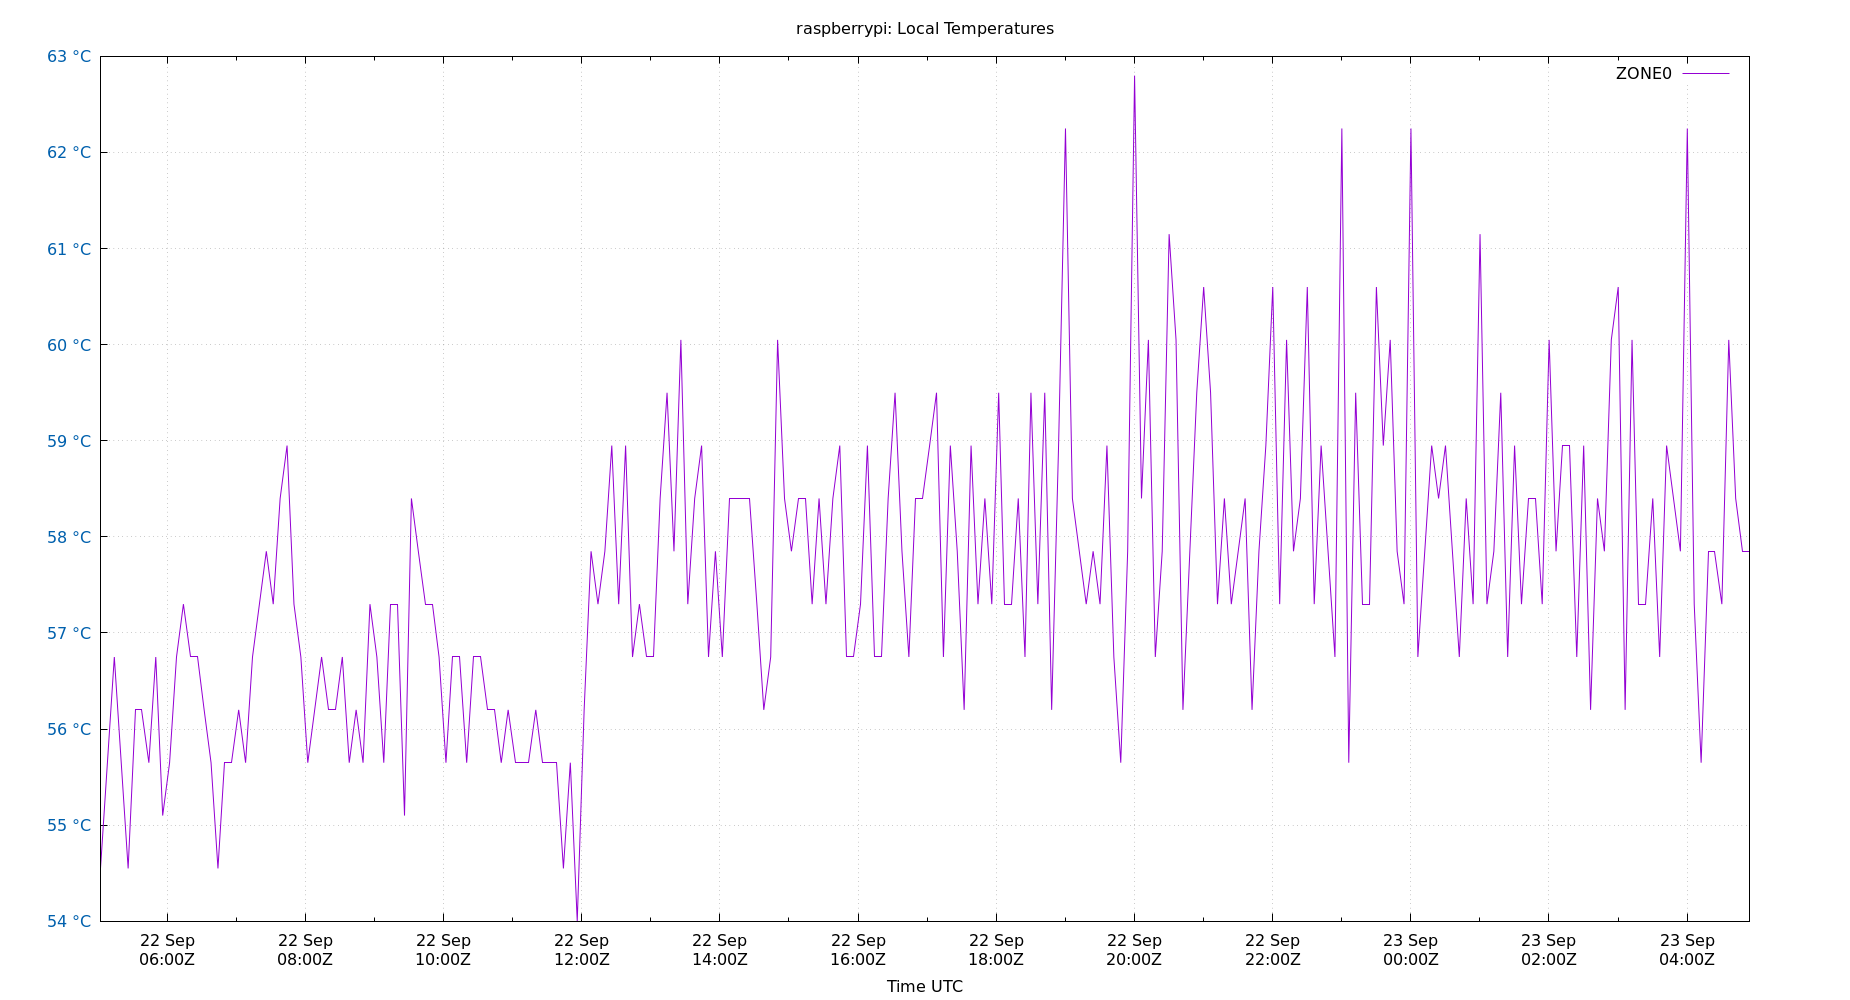 raspberrypi: Local Temperatures
63 °C
ZONE0
62 °C
61 °C
60 °C
59 °C
58 °C
57 °C
56 °C
55 °C
54 °C
22 Sep 22 Sep 22 Sep 22 Sep 22 Sep 22 Sep 22 Sep 22 Sep 22 Sep 23 Sep 23 Sep 23 Sep
06:00Z 08:00Z 10:00Z 12:00Z 14:00Z 16:00Z 18:00Z 20:00Z 22:00Z 00:00Z 02:00Z 04:00Z
Time UTC